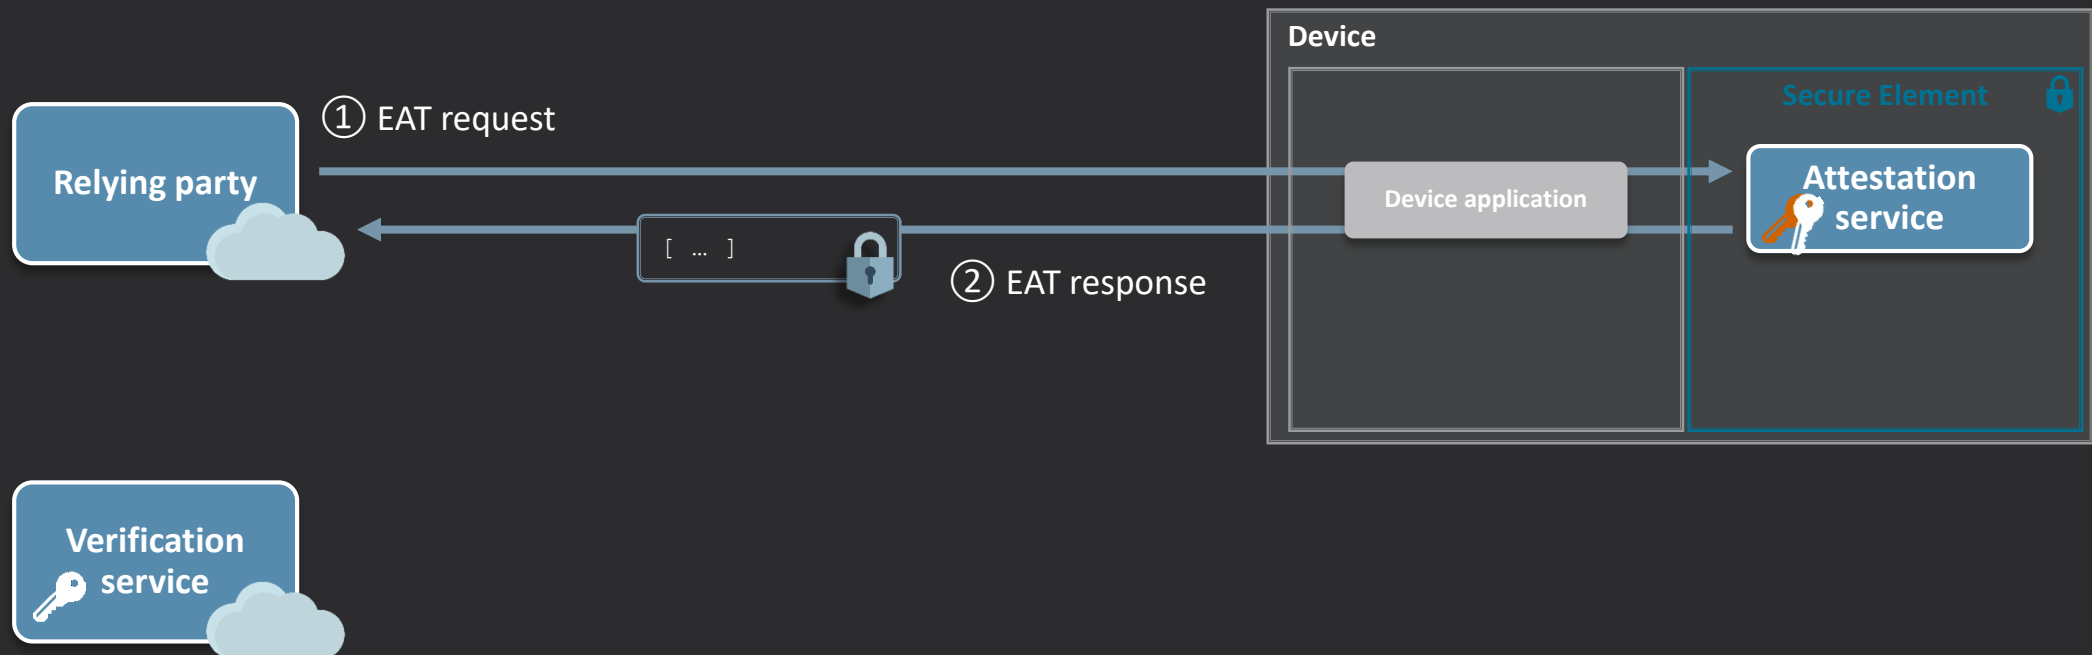 Device
Secure Element
① EAT request
Relying party
Device application
Attestation
service
[ … ]
② EAT response
Verification
service